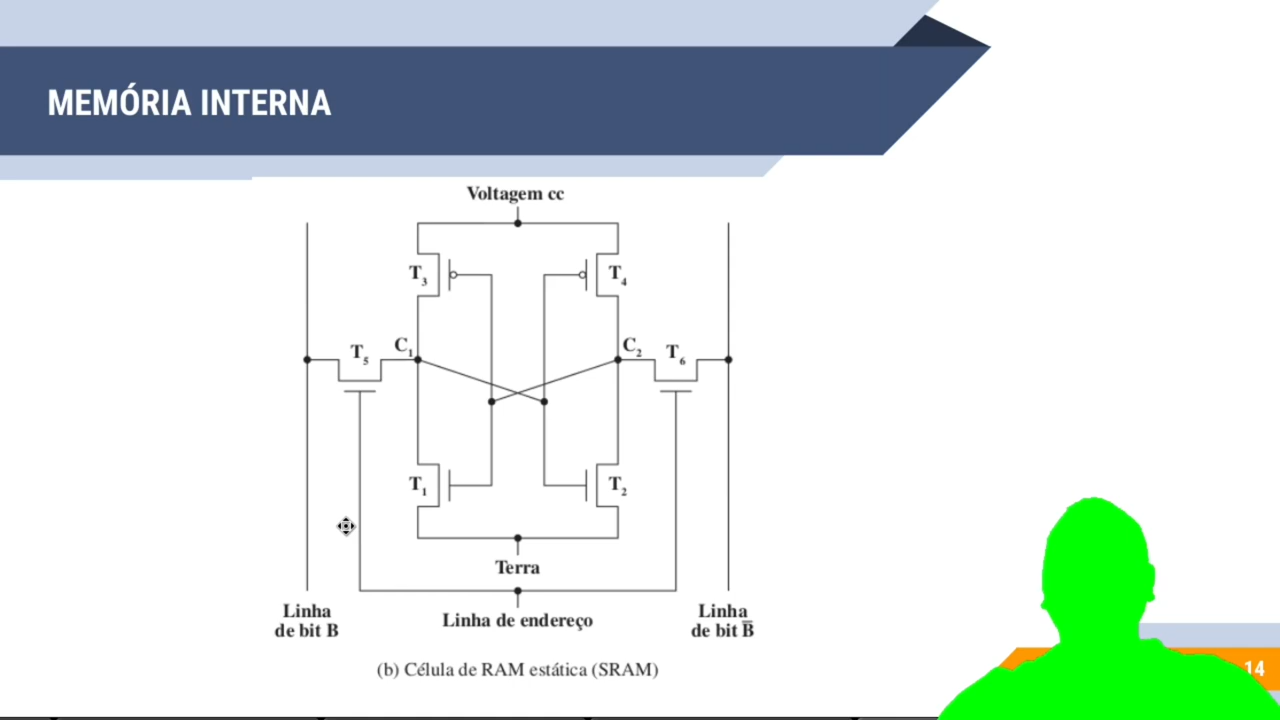 MEMÓRIA INTERNA
Voltagem cc
T₃
T₄
T₅
C₁
C₂
T₆
T₁
T₂
Terra
Linha de bit B
Linha de endereço
Linha de bit B̅
(b) Célula de RAM estática (SRAM)
14